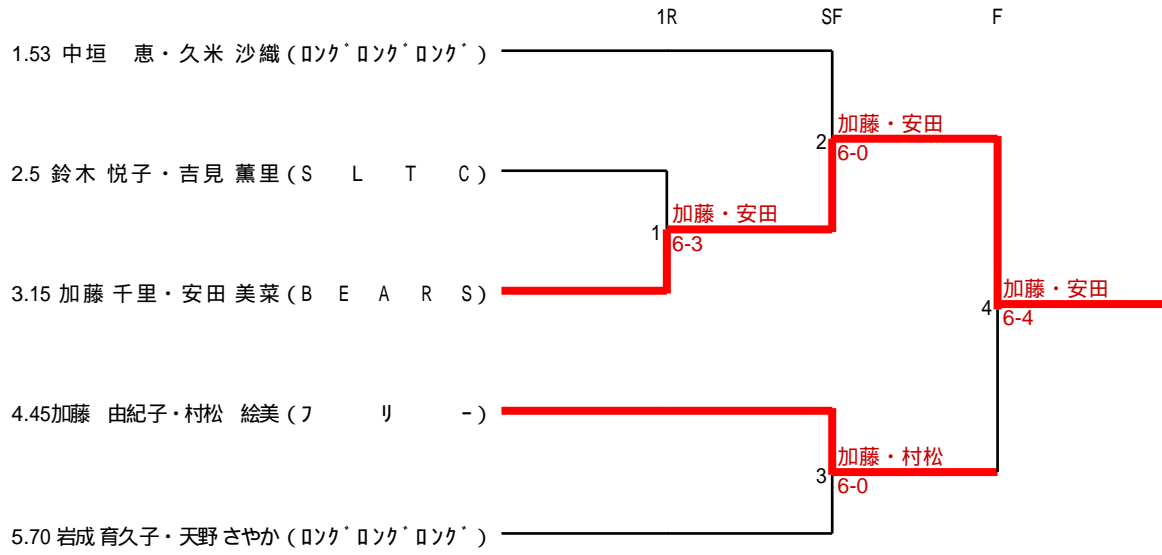 1R SF F
1.53 中垣 恵・久米 沙織 (ﾛﾝｸﾞﾛﾝｸﾞﾛﾝｸﾞ)
加藤・安田
2
6-0
2.5 鈴木 悦子・吉見 薫里 (S L T C)
加藤・安田
1
6-3
3.15 加藤 千里・安田 美菜 (B E A R S)
加藤・安田
4
6-4
4.45加藤 由紀子・村松 絵美 (ﾌ ﾘ ｰ)
加藤・村松
3
6-0
5.70 岩成 育久子・天野 さやか (ﾛﾝｸﾞﾛﾝｸﾞﾛﾝｸﾞ)